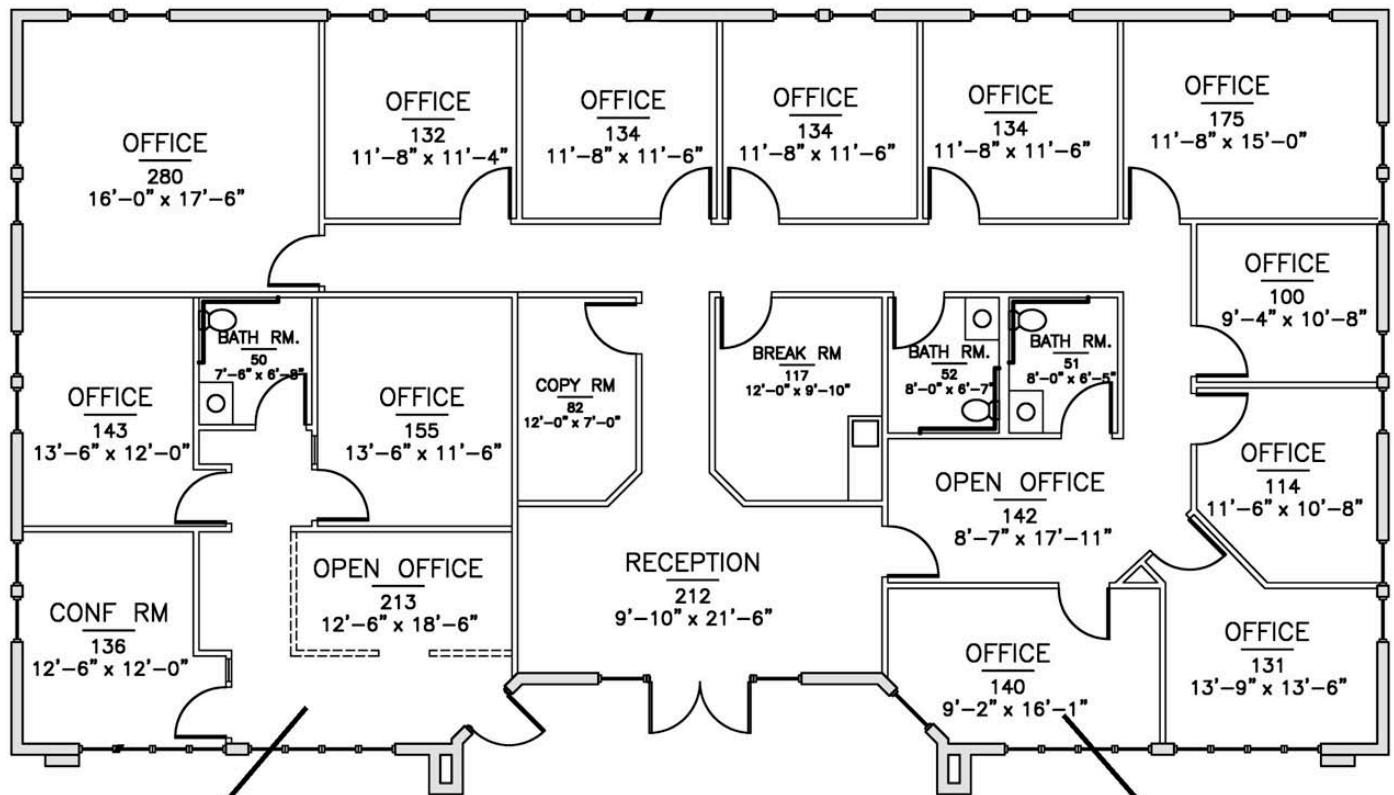 OFFICE
280
16'-0" x 17'-6"
OFFICE
132
11'-8" x 11'-4"
OFFICE
134
11'-8" x 11'-6"
OFFICE
134
11'-8" x 11'-6"
OFFICE
134
11'-8" x 11'-6"
OFFICE
175
11'-8" x 15'-0"
OFFICE
100
9'-4" x 10'-8"
OFFICE
143
13'-6" x 12'-0"
BATH RM.
50
7'-6" x 6'-8"
OFFICE
155
13'-6" x 11'-6"
COPY RM
82
12'-0" x 7'-0"
BREAK RM
117
12'-0" x 9'-10"
BATH RM.
52
8'-0" x 6'-7"
BATH RM.
51
8'-0" x 6'-5"
OFFICE
114
11'-6" x 10'-8"
OPEN OFFICE
142
8'-7" x 17'-11"
CONF RM
136
12'-6" x 12'-0"
OPEN OFFICE
213
12'-6" x 18'-6"
RECEPTION
212
9'-10" x 21'-6"
OFFICE
140
9'-2" x 16'-1"
OFFICE
131
13'-9" x 13'-6"